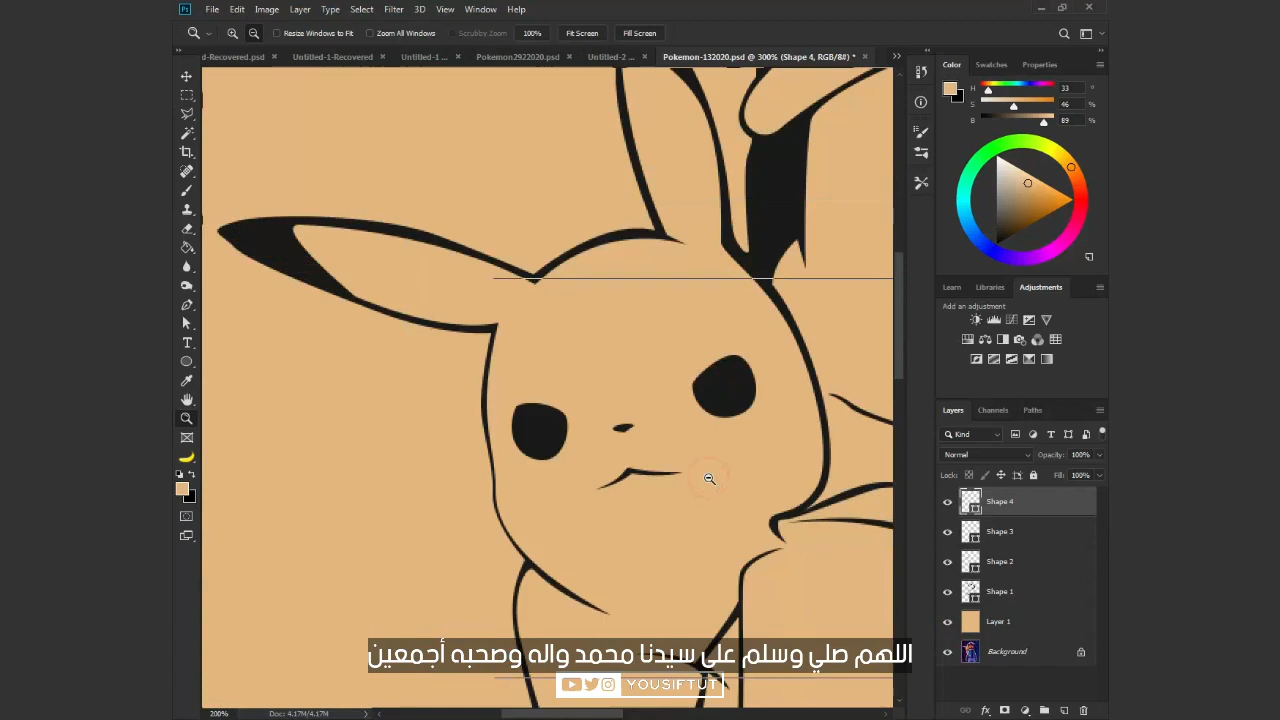 File Edit Image Layer Type Select Filter 3D View Window Help
Resize Windows to Fit Zoom All Windows Scrubby Zoom 100% Fit Screen Fill Screen
d-Recovered.psd × Untitled-1-Recovered × Untitled-1 ... × Pokemon2922020.psd × Untitled-2 ... × Pokemon-132020.psd @ 300% (Shape 4, RGB/8#) * ×
Color Swatches Properties
H 33 °
S 46 %
B 89 %
Learn Libraries Adjustments
Add an adjustment
Layers Channels Paths
Kind
Normal Opacity: 100%
Lock: Fill: 100%
Shape 4
Shape 3
Shape 2
Shape 1
Layer 1
Background
اللهم صلي وسلم على سيدنا محمد واله وصحبه أجمعين
YOUSIFTUT
200% Doc: 4.17M/4.17M